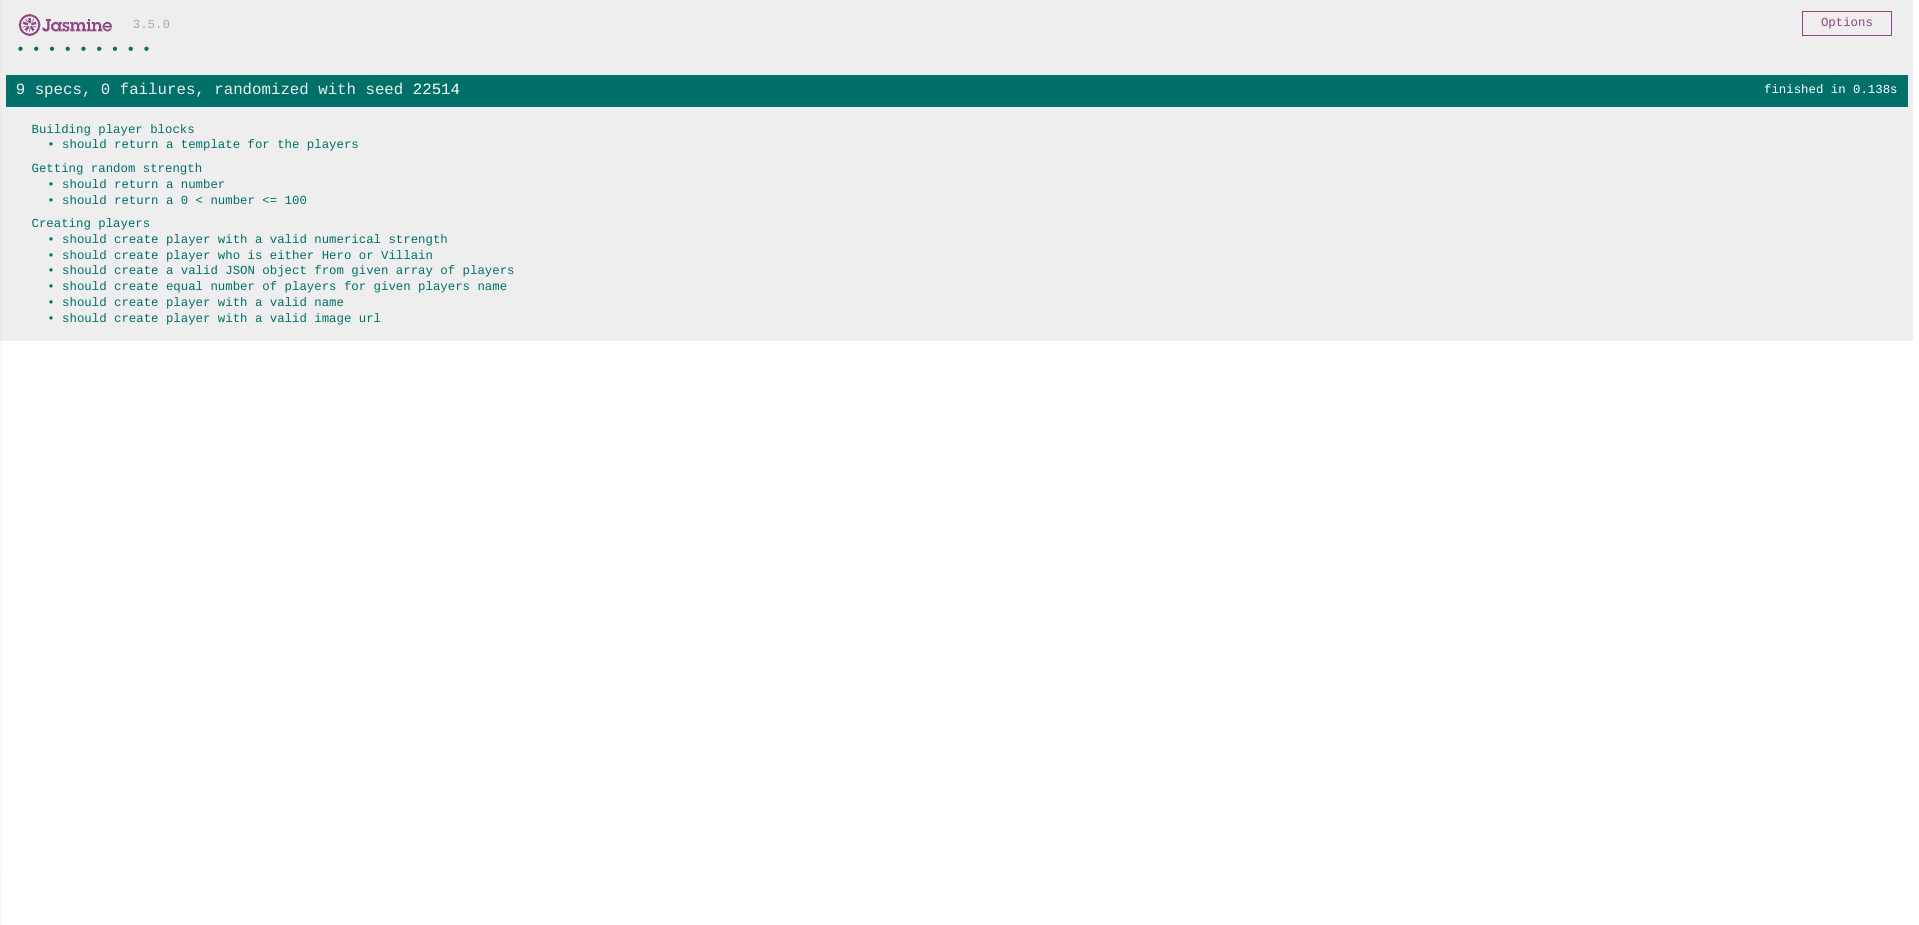 Jasmine 3.5.0 Options
• • • • • • • • •
9 specs, 0 failures, randomized with seed 22514 finished in 0.138s
Building player blocks
• should return a template for the players
Getting random strength
• should return a number
• should return a 0 < number <= 100
Creating players
• should create player with a valid numerical strength
• should create player who is either Hero or Villain
• should create a valid JSON object from given array of players
• should create equal number of players for given players name
• should create player with a valid name
• should create player with a valid image url